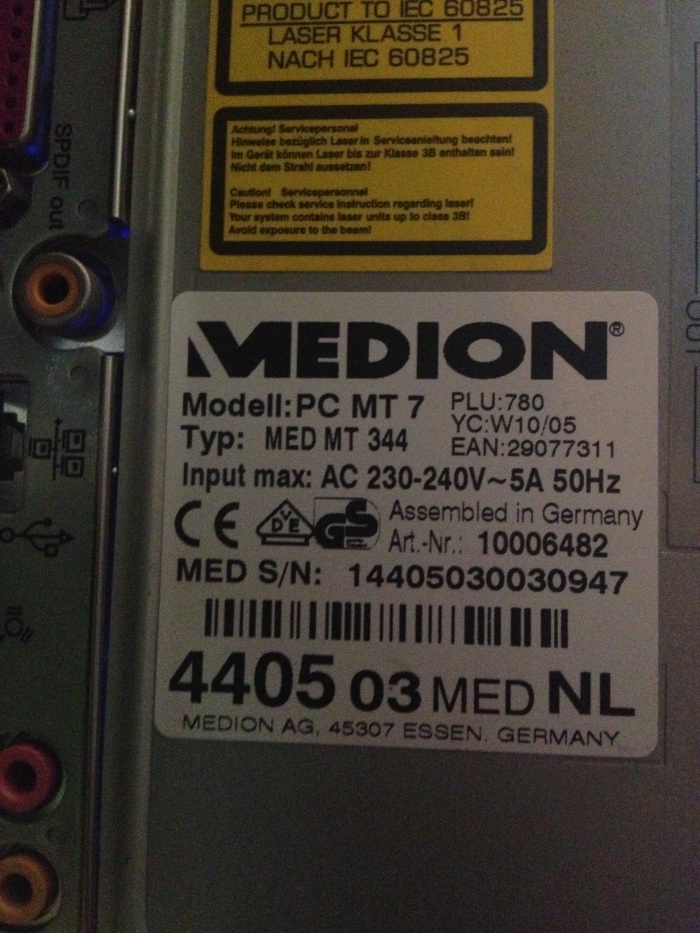 PRODUCT TO IEC 60825
LASER KLASSE 1
NACH IEC 60825
Achtung! Servicepersonal
Hinweise bezüglich Laser in Serviceanleitung beachten!
Im Gerät können Laser bis zur Klasse 3B enthalten sein!
Nicht dem Strahl aussetzen!
Caution! Servicepersonnel
Please check service instruction regarding laser!
Your system contains laser units up to class 3B!
Avoid exposure to the beam!
SPDIF out
MEDION®
Modell: PC MT 7
PLU:780
YC:W10/05
Typ: MED MT 344
EAN:29077311
Input max: AC 230-240V~5A 50Hz
CE VDE GS
Assembled in Germany
Art.-Nr.: 10006482
MED S/N: 14405030030947
4405 03 MED NL
MEDION AG, 45307 ESSEN. GERMANY